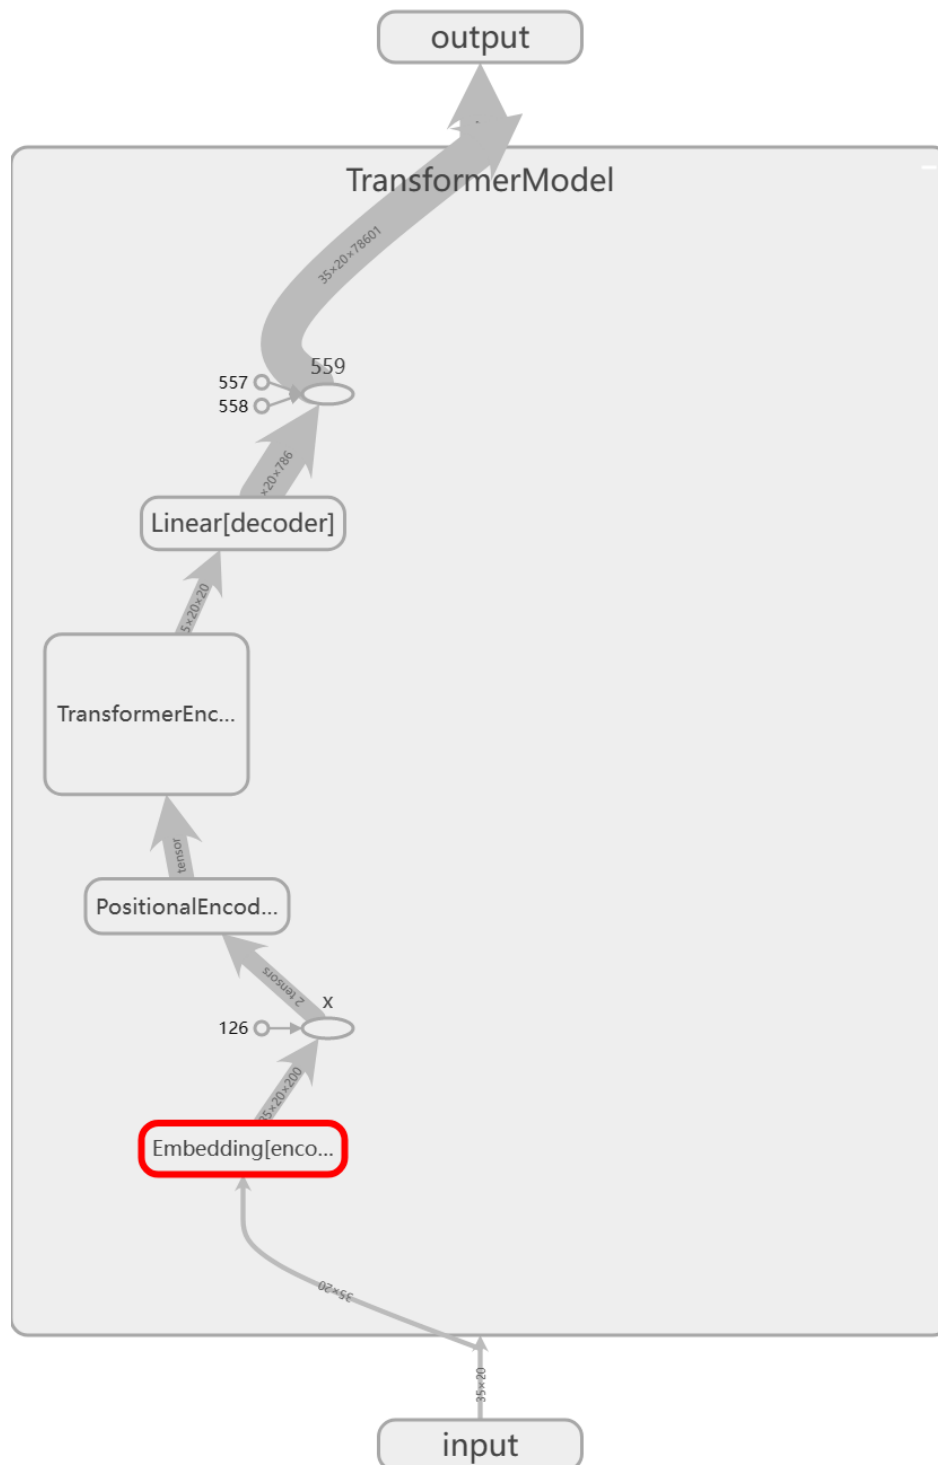 output
TransformerModel
35×20×78601
559
557
558
×20×786
Linear[decoder]
5×20×20
TransformerEnc...
tensor
PositionalEncod...
2 tensors
x
126
35×20×200
Embedding[enco...
35×20
35×20
input